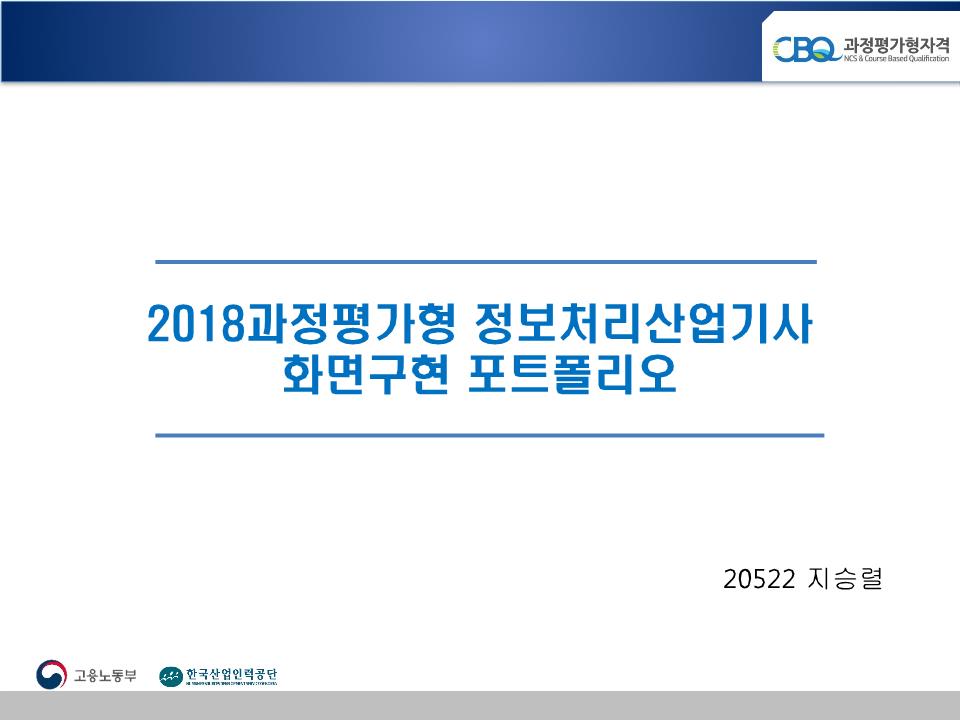 CBQ 과정평가형자격
NCS & Course Based Qualification
2018과정평가형 정보처리산업기사
화면구현 포트폴리오
20522 지승렬
고용노동부
한국산업인력공단